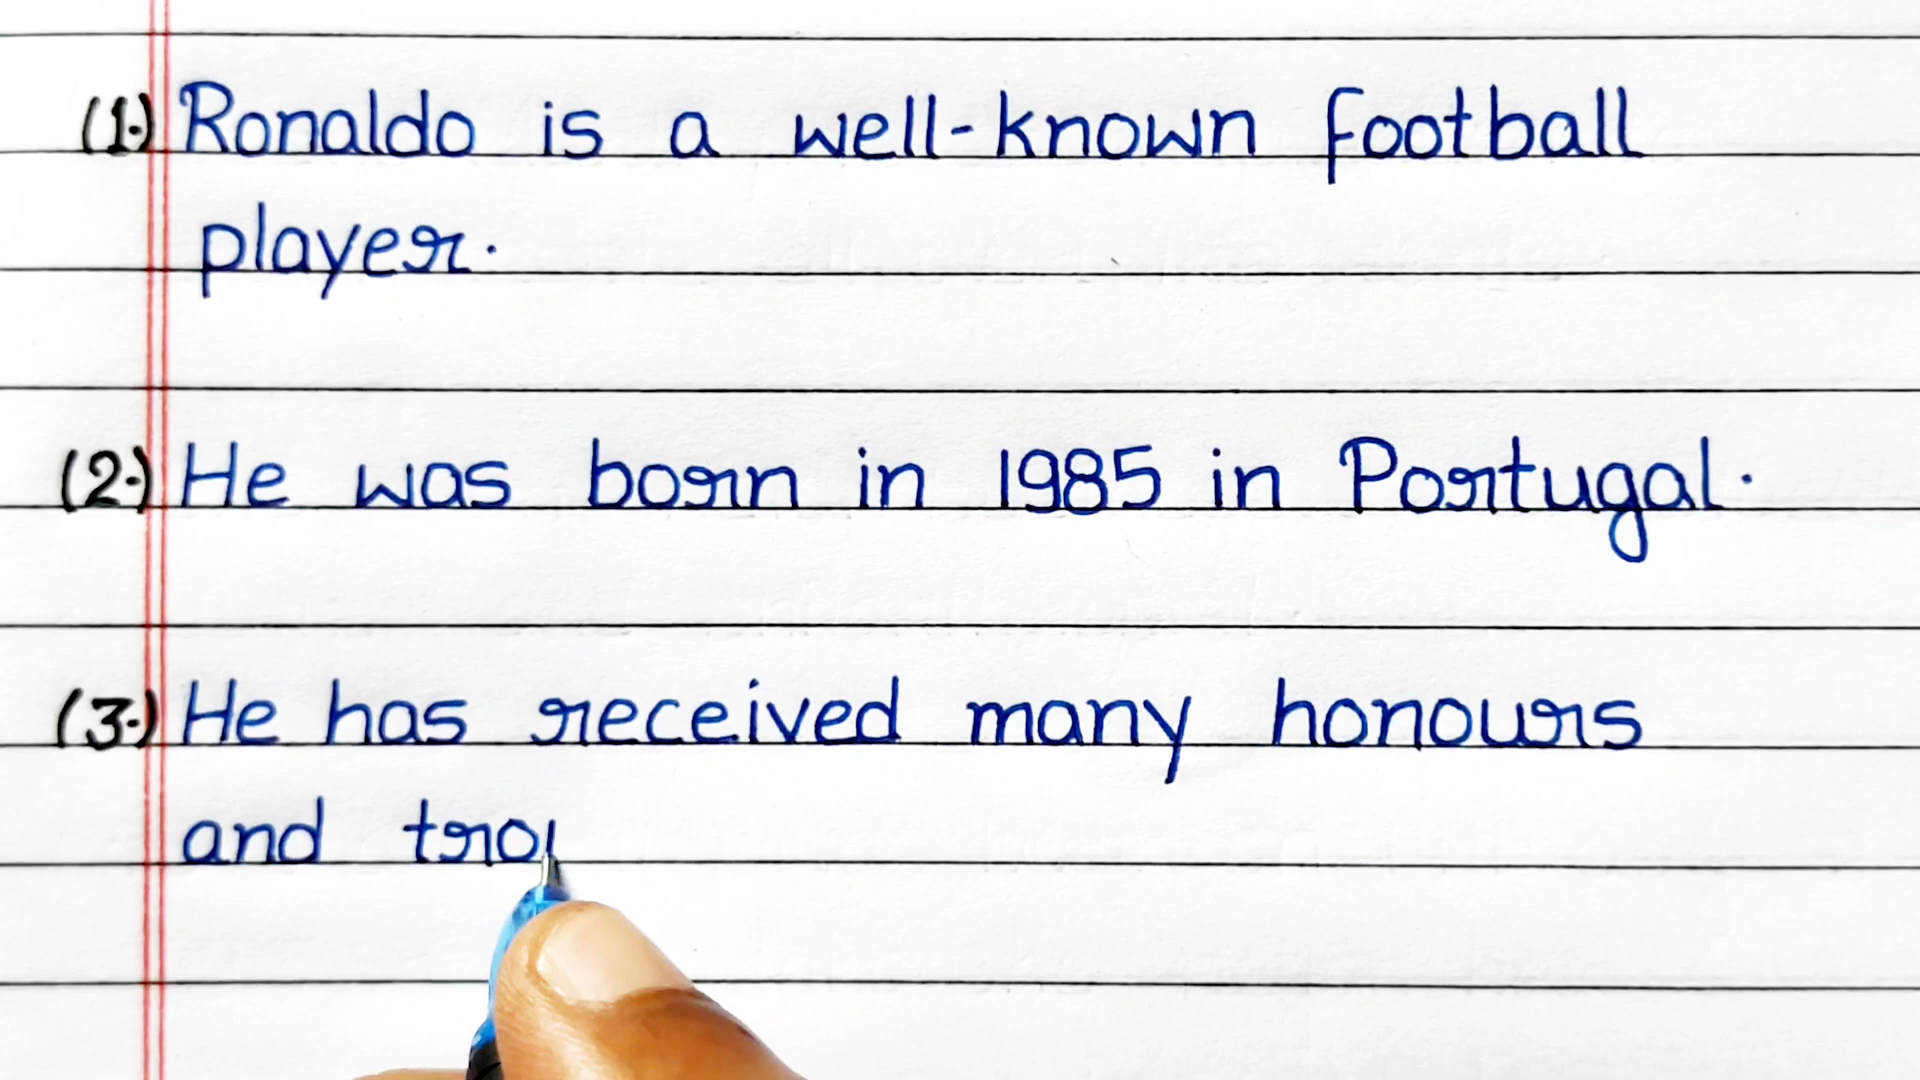 (1.) Ronaldo is a well-known football
player.
(2.) He was born in 1985 in Portugal.
(3.) He has received many honours
and